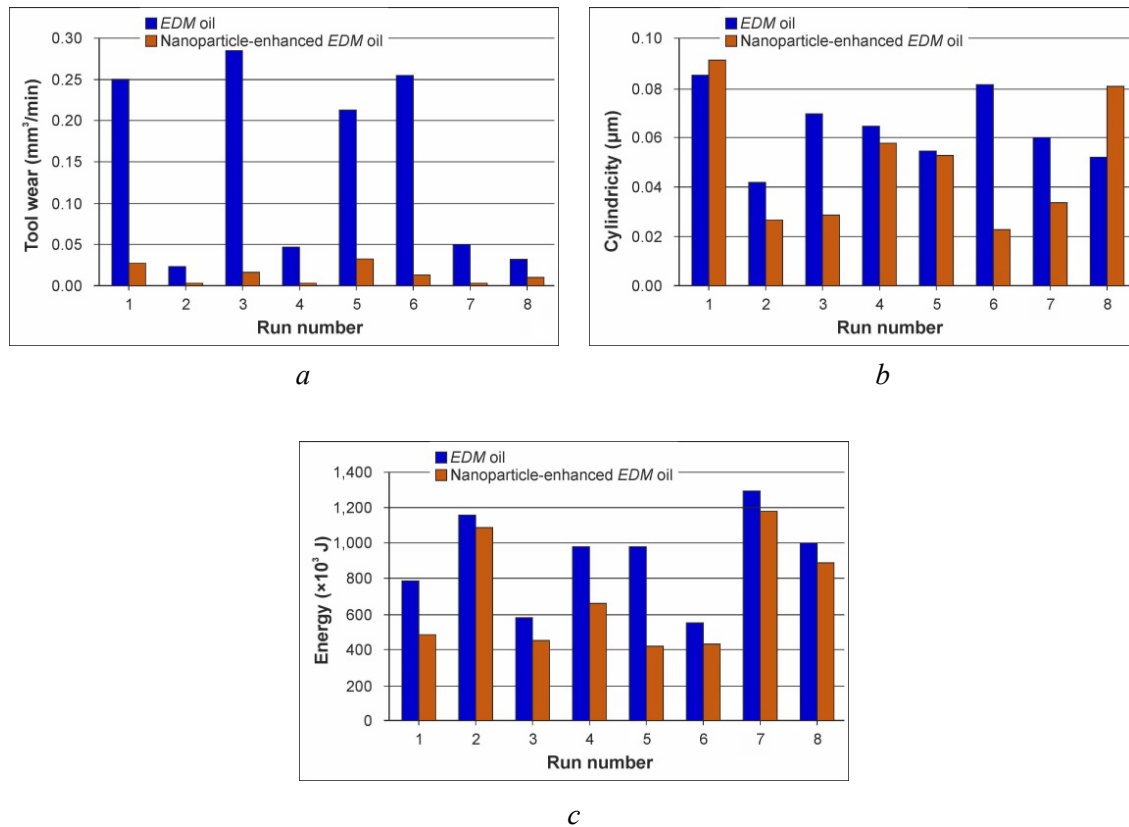 EDM oil
Nanoparticle-enhanced EDM oil
0.30
0.25
0.20
0.15
0.10
0.05
0.00
Tool wear (mm³/min)
1 2 3 4 5 6 7 8
Run number
a
EDM oil
Nanoparticle-enhanced EDM oil
0.10
0.08
0.06
0.04
0.02
0.00
Cylindricity (µm)
1 2 3 4 5 6 7 8
Run number
b
EDM oil
Nanoparticle-enhanced EDM oil
1,400
1,200
1,000
800
600
400
200
0
Energy (×10³ J)
1 2 3 4 5 6 7 8
Run number
c